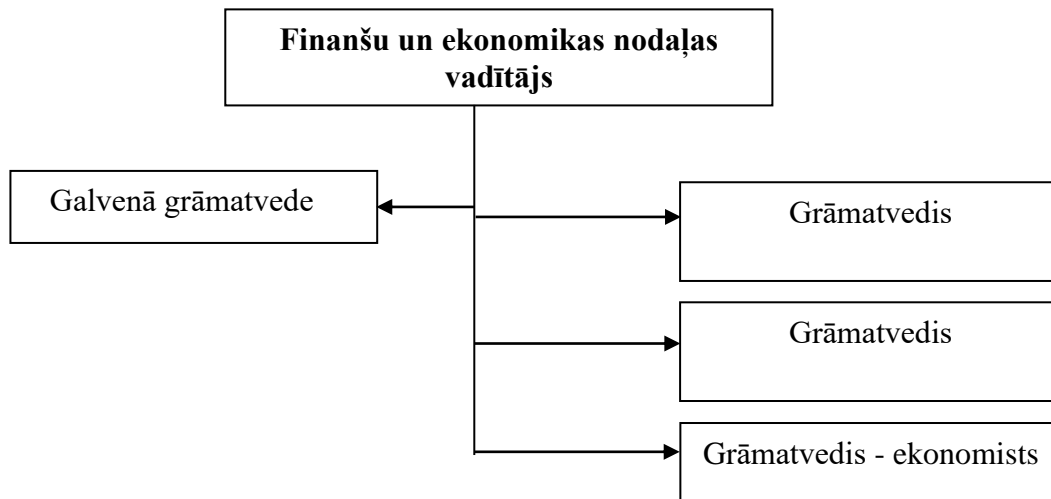 Finanšu un ekonomikas nodaļas
vadītājs
Galvenā grāmatvede
Grāmatvedis
Grāmatvedis
Grāmatvedis - ekonomists